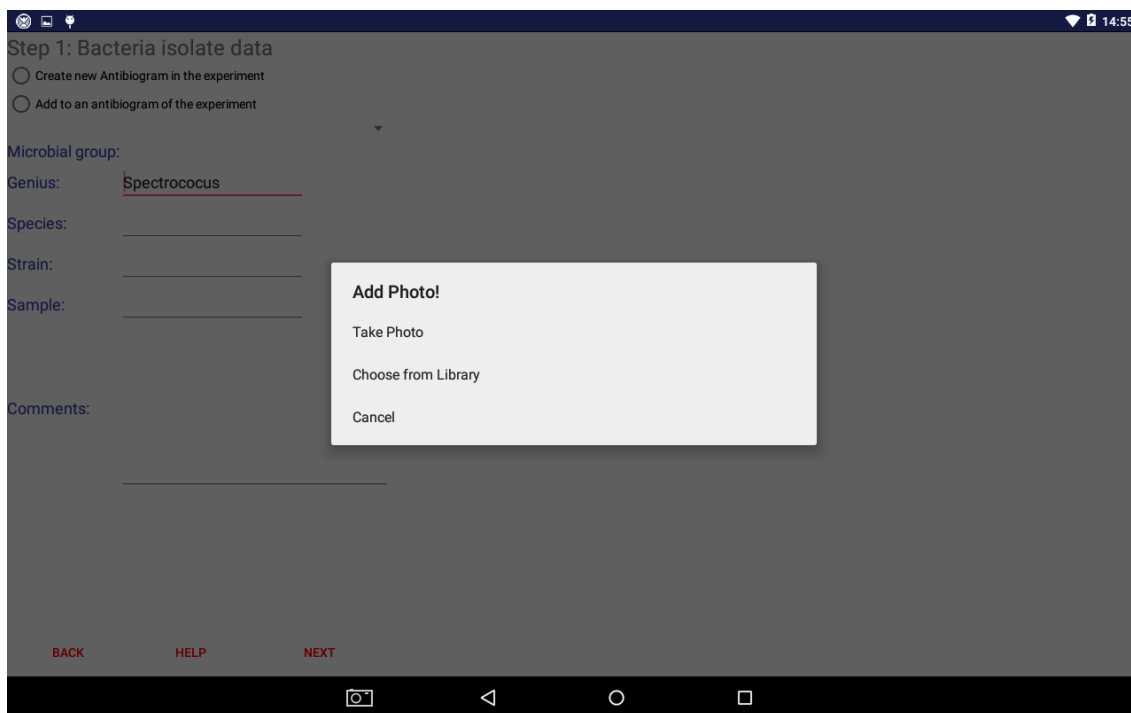 14:55
Step 1: Bacteria isolate data
Create new Antibiogram in the experiment
Add to an antibiogram of the experiment
Microbial group:
Genius: Spectrococus
Species:
Strain:
Sample:
Comments:
Add Photo!
Take Photo
Choose from Library
Cancel
BACK HELP NEXT